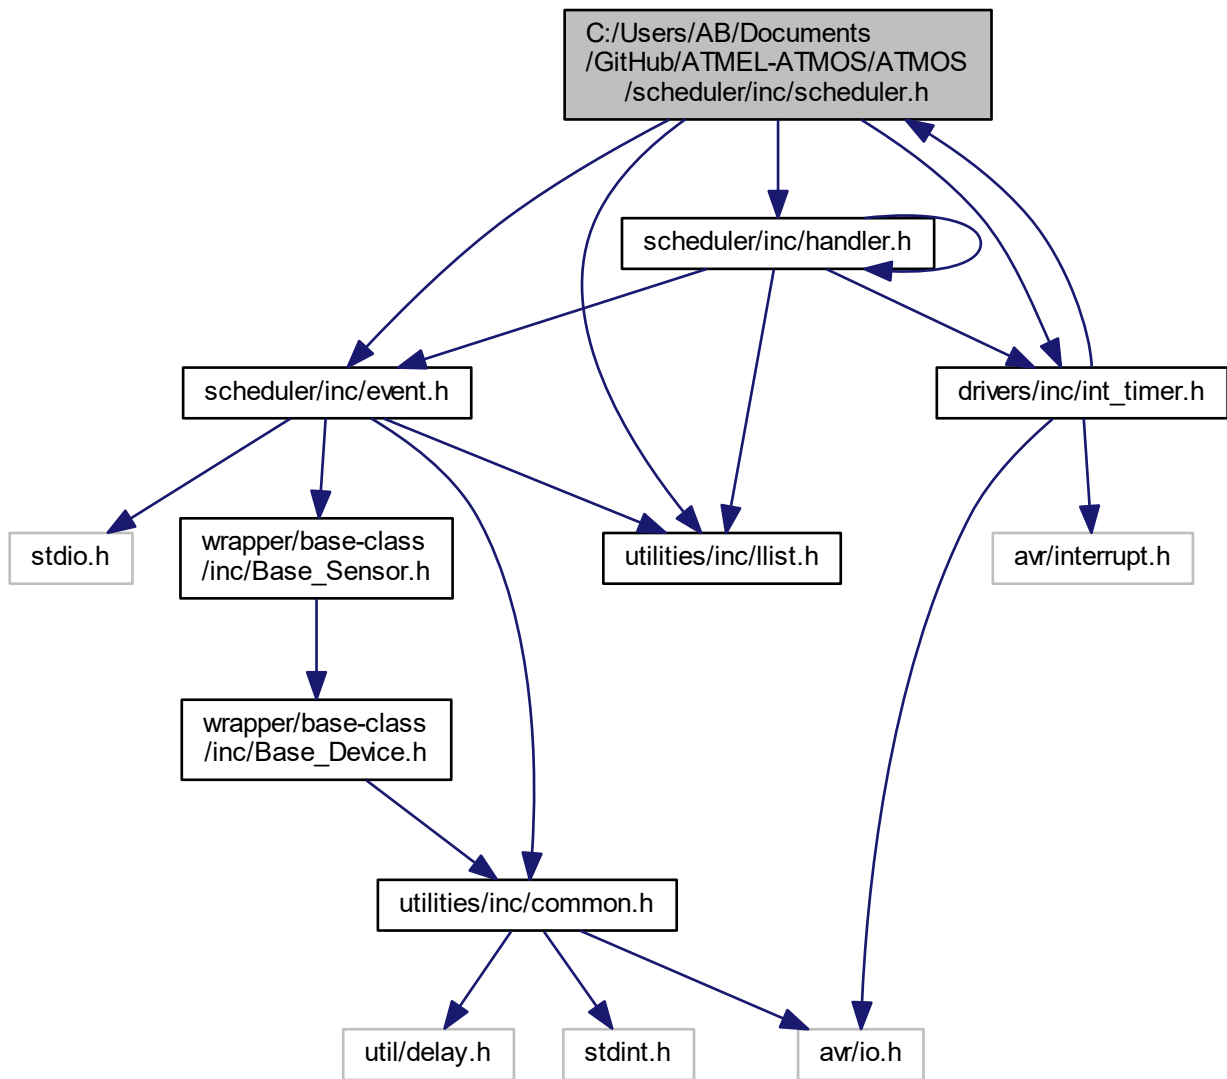 C:/Users/AB/Documents
/GitHub/ATMEL-ATMOS/ATMOS
/scheduler/inc/scheduler.h
scheduler/inc/handler.h
scheduler/inc/event.h
drivers/inc/int_timer.h
stdio.h
wrapper/base-class
/inc/Base_Sensor.h
utilities/inc/llist.h
avr/interrupt.h
wrapper/base-class
/inc/Base_Device.h
utilities/inc/common.h
util/delay.h
stdint.h
avr/io.h